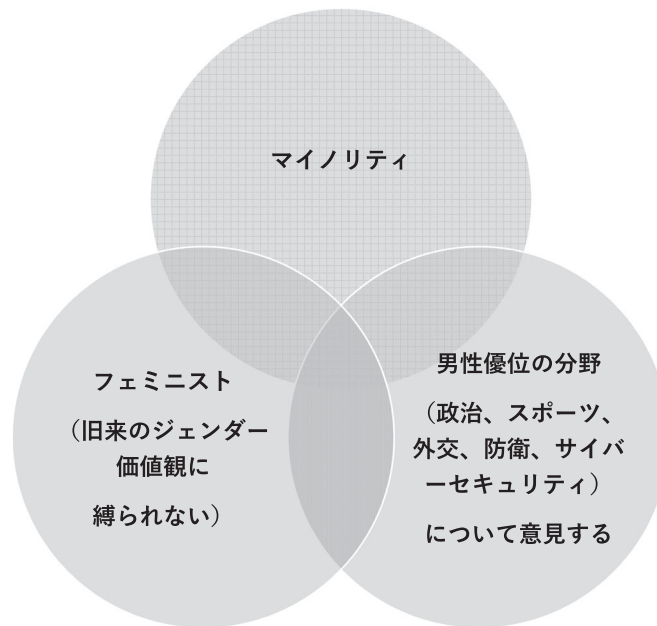 マイノリティ
フェミニスト
（旧来のジェンダー
価値観に
縛られない）
男性優位の分野
（政治、スポーツ、
外交、防衛、サイバ
ーセキュリティ）
について意見する